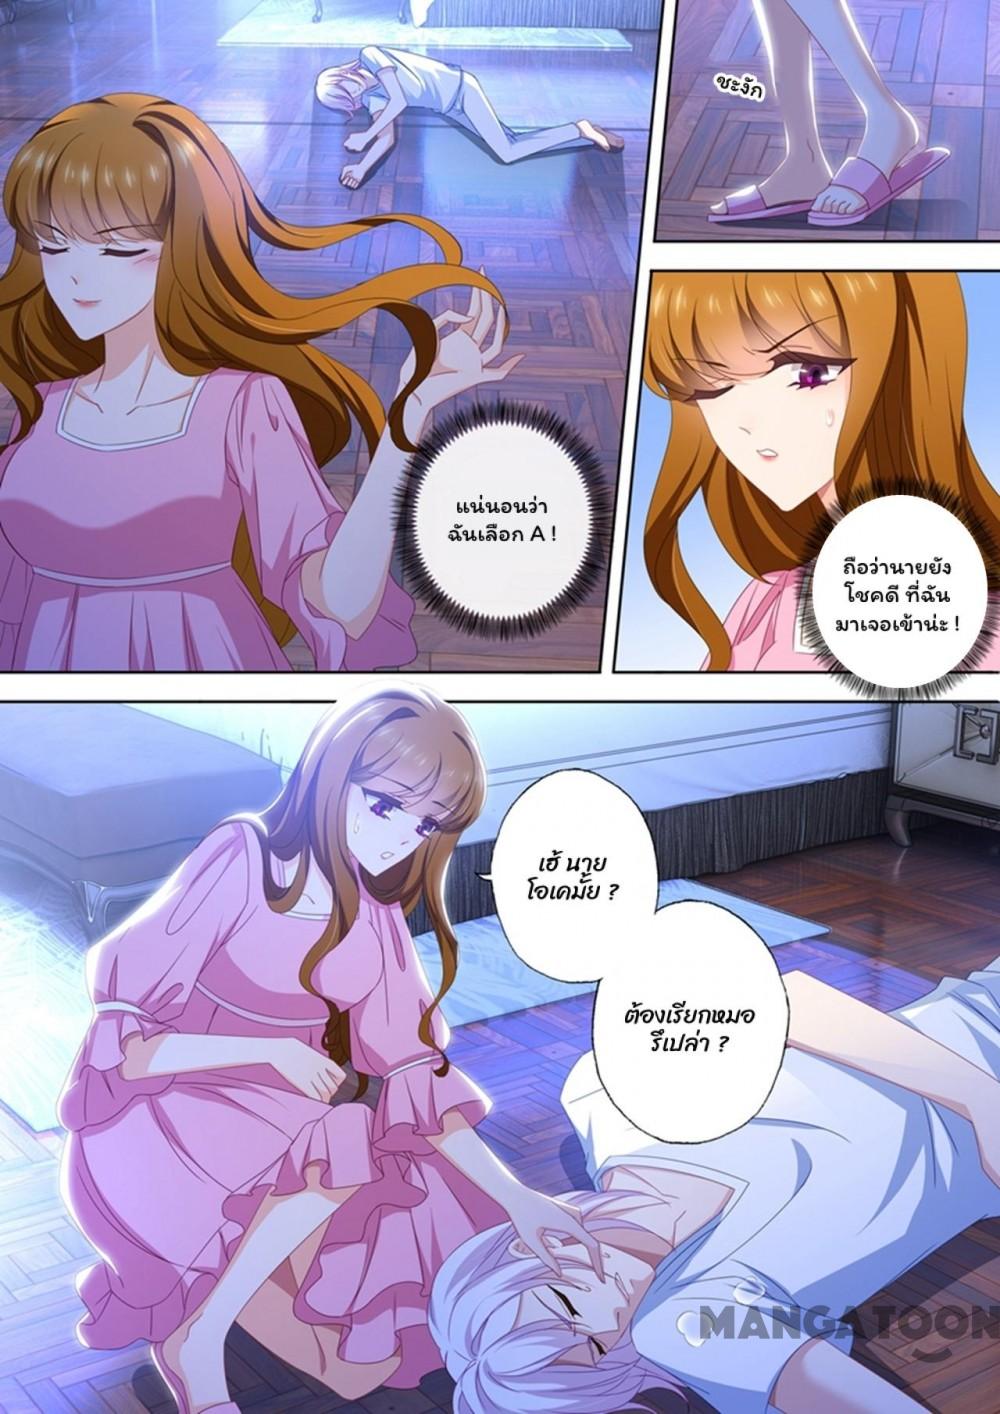 ชะงัก
แน่นอนว่า
ฉันเลือก A !
ถือว่านายยัง
โชคดี ที่ฉัน
มาเจอเข้าน่ะ !
เฮ้ นาย
โอเคมั้ย ?
ต้องเรียกหมอ
รึเปล่า ?
MANGATOON